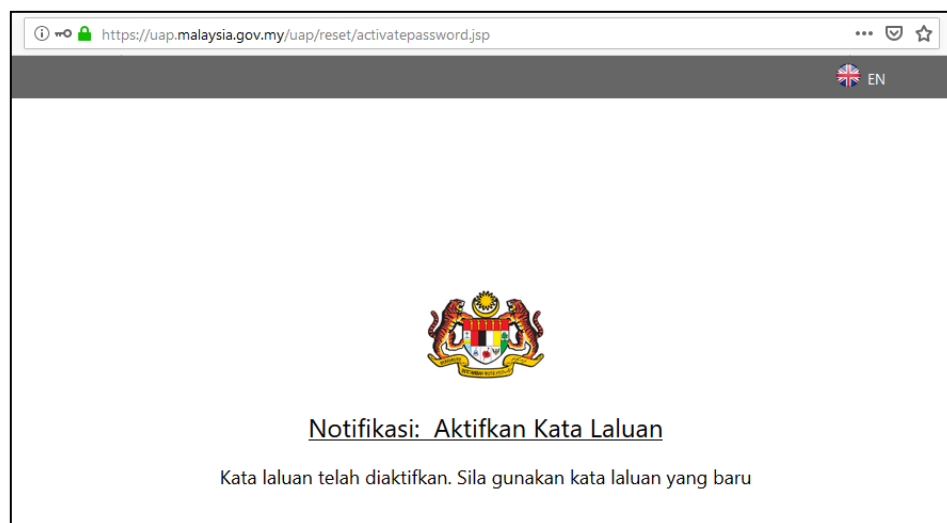 https://uap.malaysia.gov.my/uap/reset/activatepassword.jsp
EN
Notifikasi: Aktifkan Kata Laluan
Kata laluan telah diaktifkan. Sila gunakan kata laluan yang baru